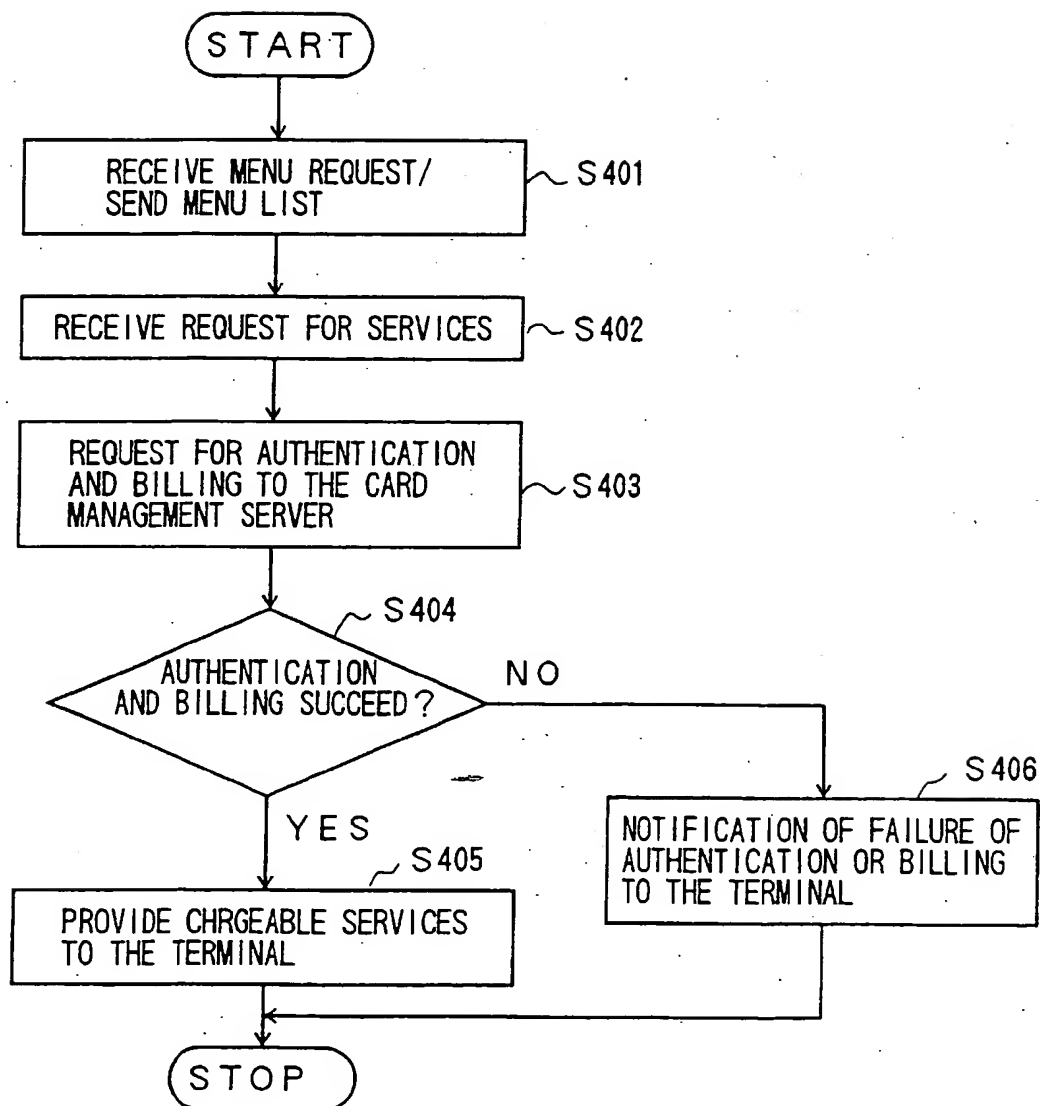 START
RECEIVE MENU REQUEST/
SEND MENU LIST
S401
RECEIVE REQUEST FOR SERVICES
S402
REQUEST FOR AUTHENTICATION
AND BILLING TO THE CARD
MANAGEMENT SERVER
S403
S404
AUTHENTICATION
AND BILLING SUCCEED?
NO
YES
S405
PROVIDE CHRGEABLE SERVICES
TO THE TERMINAL
S406
NOTIFICATION OF FAILURE OF
AUTHENTICATION OR BILLING
TO THE TERMINAL
STOP